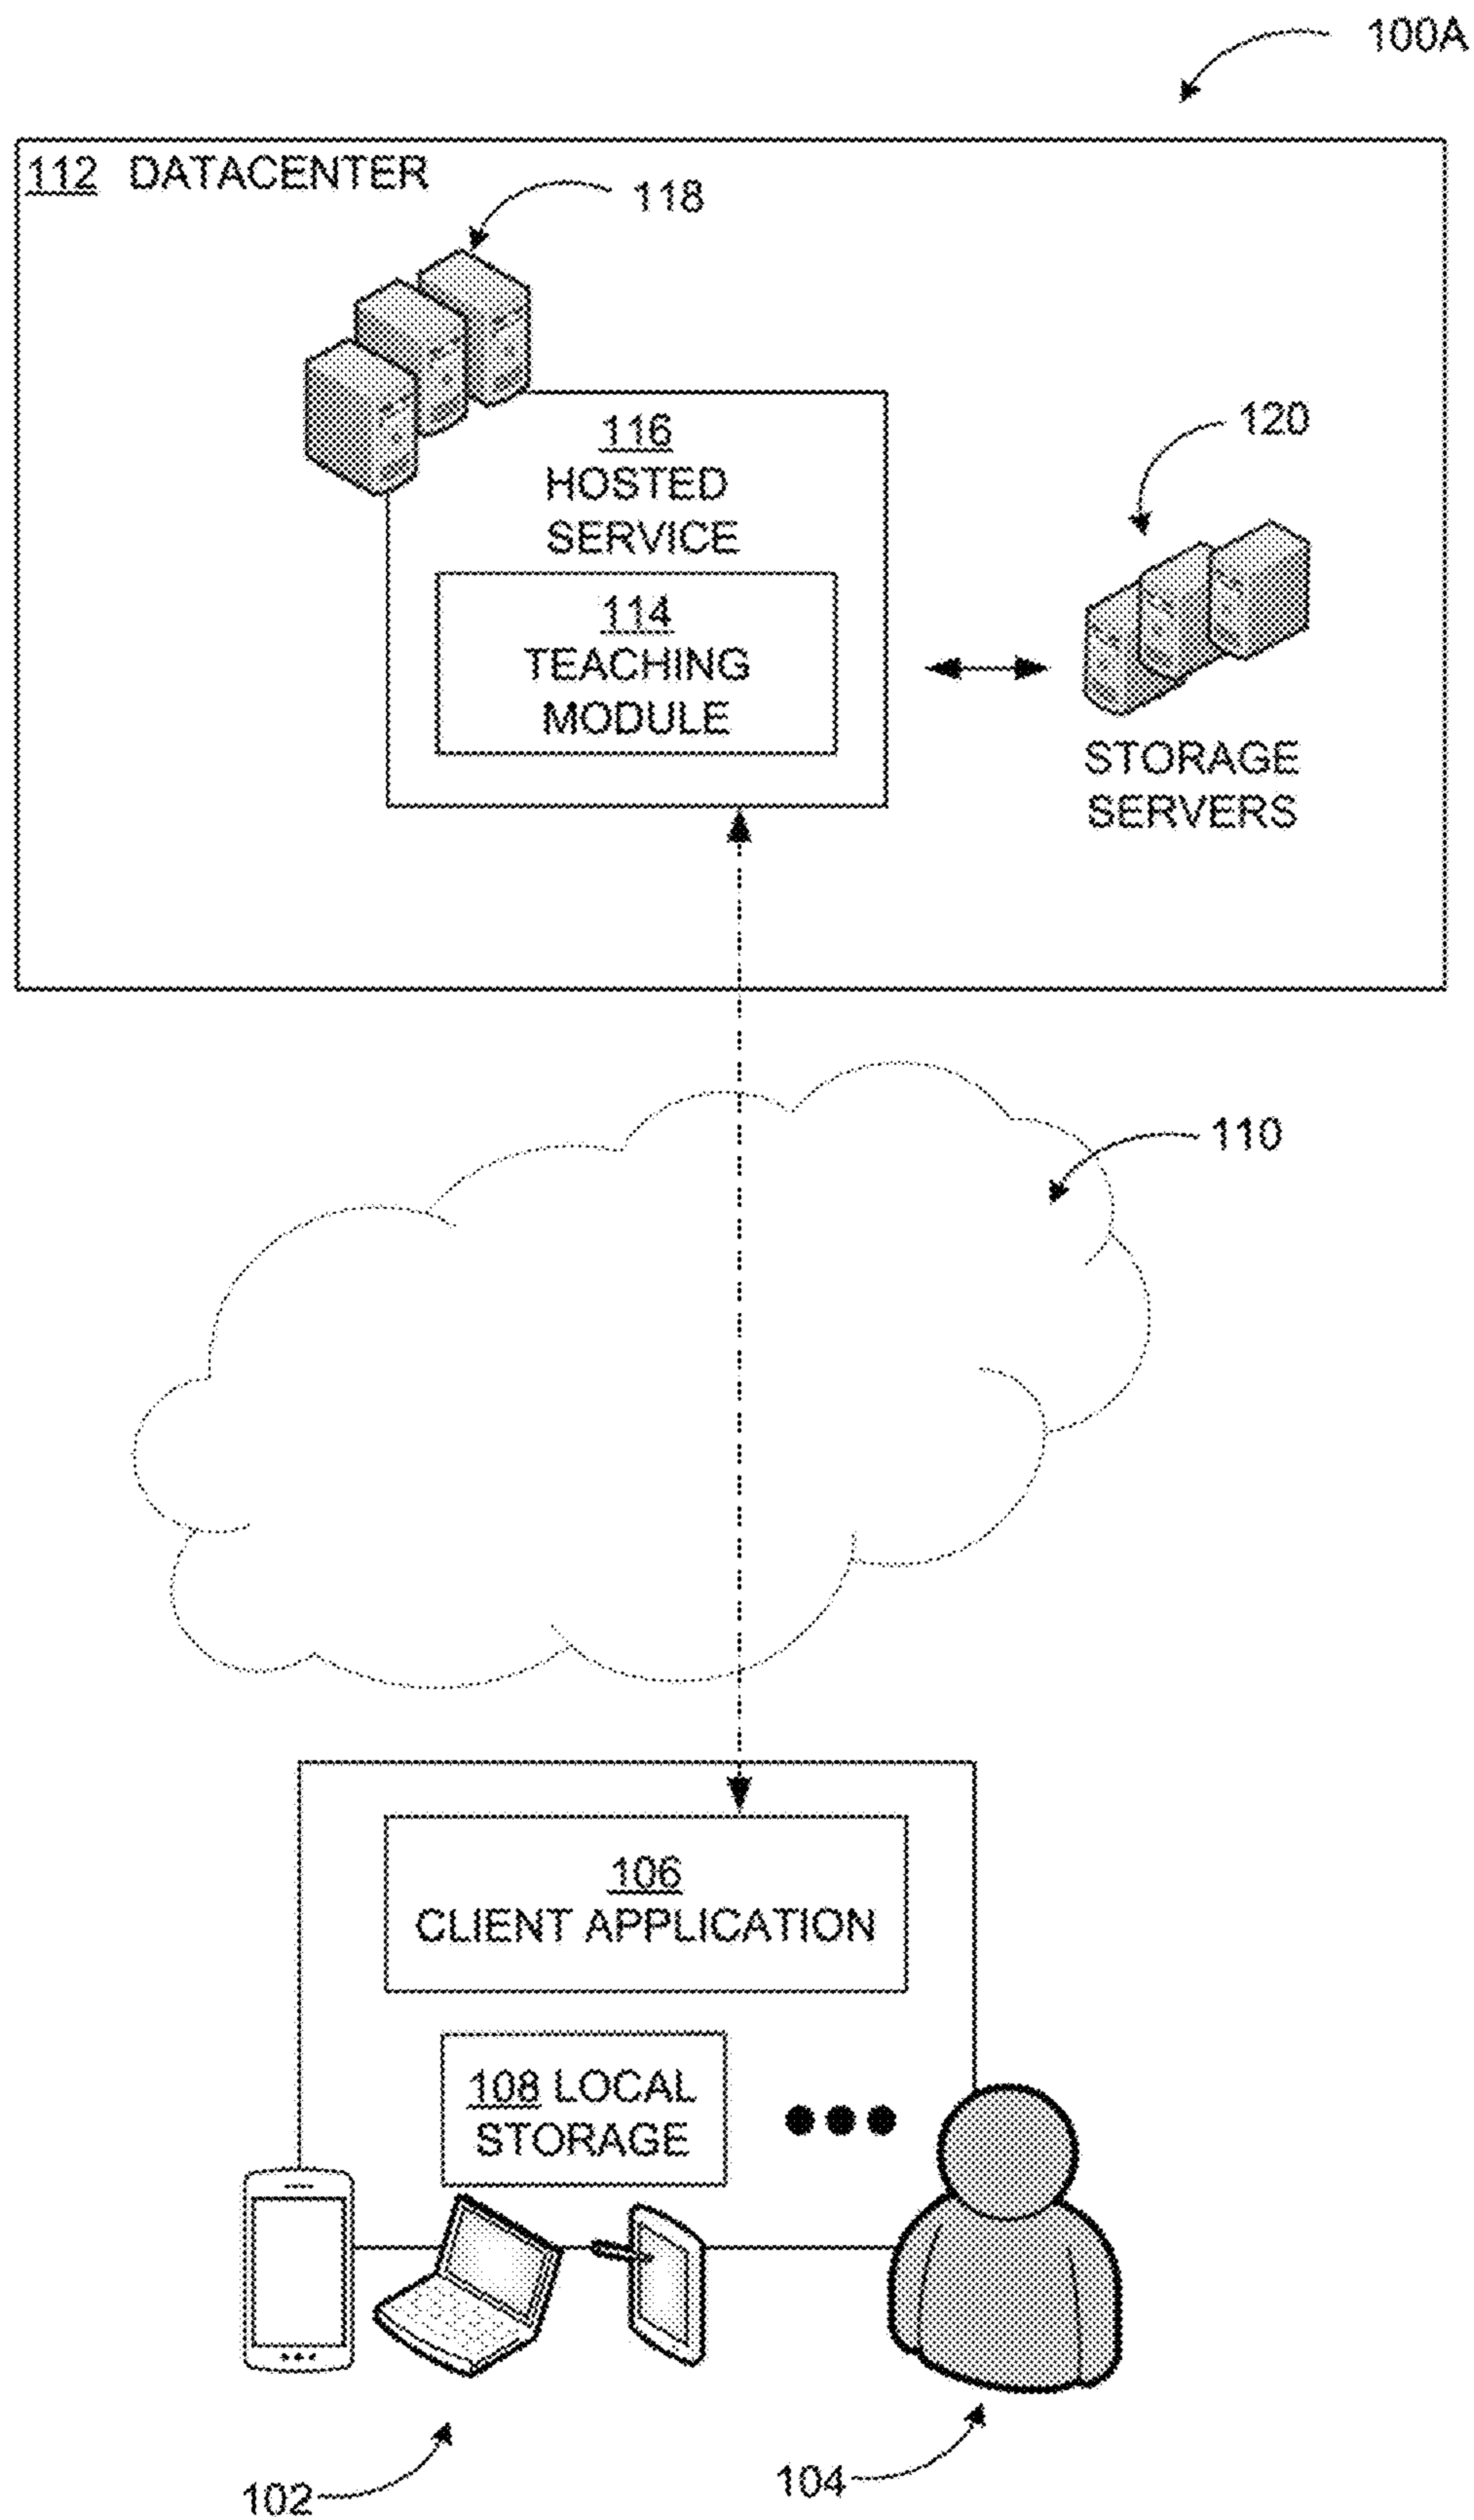 100A
112 DATACENTER
118
116
HOSTED
SERVICE
120
114
TEACHING
MODULE
STORAGE
SERVERS
110
106
CLIENT APPLICATION
108 LOCAL
STORAGE
102
104